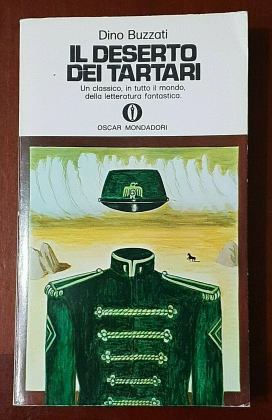 Dino Buzzati
IL DESERTO
DEI TARTARI
Un classico, in tutto il mondo,
della letteratura fantastica.
OSCAR MONDADORI